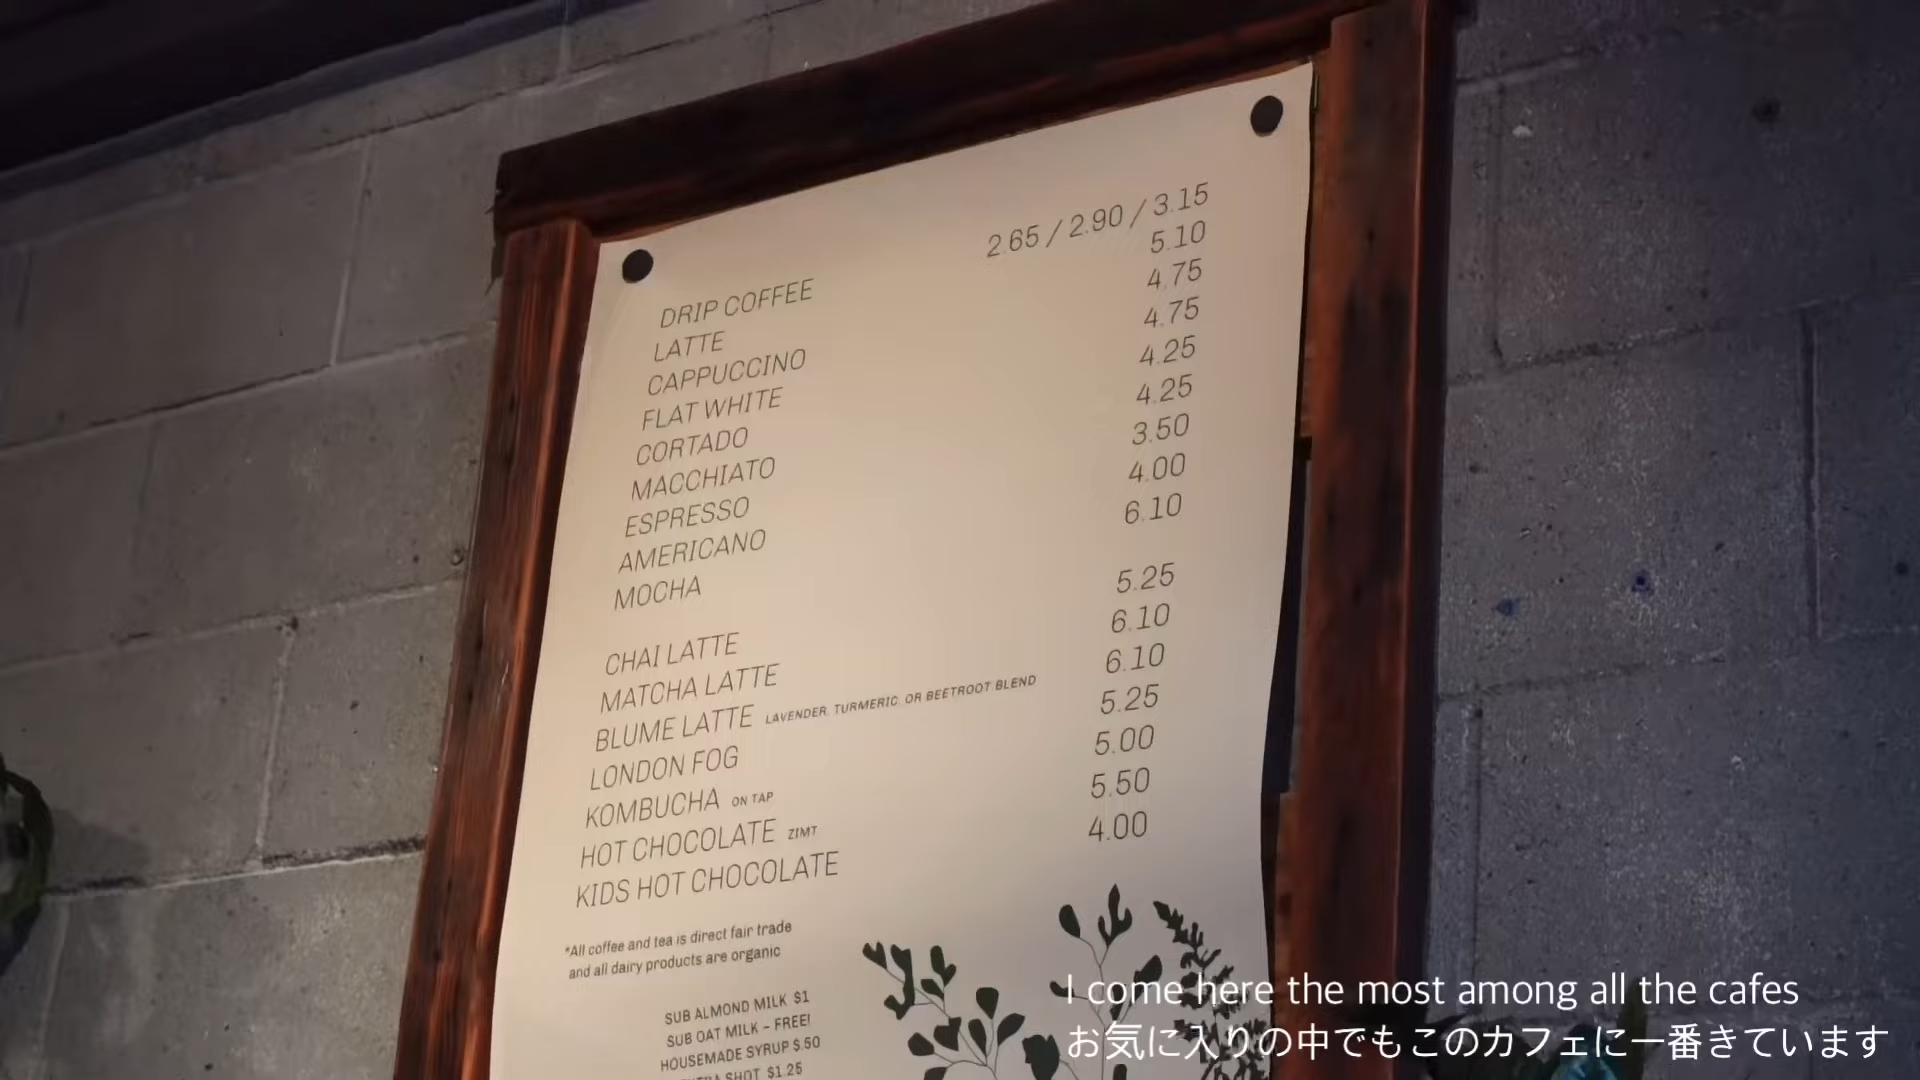 DRIP COFFEE 2.65 / 2.90 / 3.15
LATTE 5.10
CAPPUCCINO 4.75
FLAT WHITE 4.75
CORTADO 4.25
MACCHIATO 4.25
ESPRESSO 3.50
AMERICANO 4.00
MOCHA 6.10
CHAI LATTE 5.25
MATCHA LATTE 6.10
BLUME LATTE LAVENDER, TURMERIC, OR BEETROOT BLEND 6.10
LONDON FOG 5.25
KOMBUCHA ON TAP 5.00
HOT CHOCOLATE ZIMT 5.50
KIDS HOT CHOCOLATE 4.00
*All coffee and tea is direct fair trade
and all dairy products are organic
SUB ALMOND MILK $1
SUB OAT MILK – FREE!
HOUSEMADE SYRUP $.50
SHOT $1.25
I come here the most among all the cafes
お気に入りの中でもこのカフェに一番きています